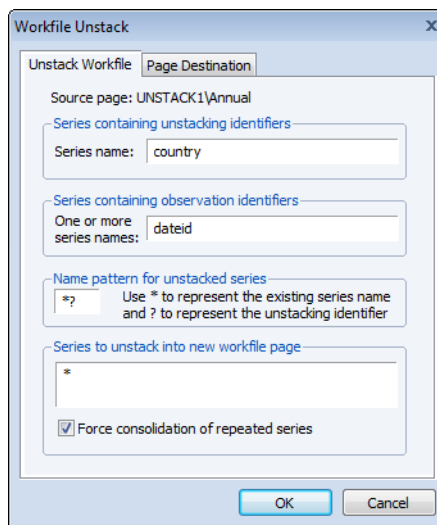 Workfile Unstack
x
Unstack Workfile Page Destination
Source page: UNSTACK1\Annual
Series containing unstacking identifiers
Series name: country
Series containing observation identifiers
One or more
series names: dateid
Name pattern for unstacked series
*? Use * to represent the existing series name
and ? to represent the unstacking identifier
Series to unstack into new workfile page
*
Force consolidation of repeated series
OK Cancel